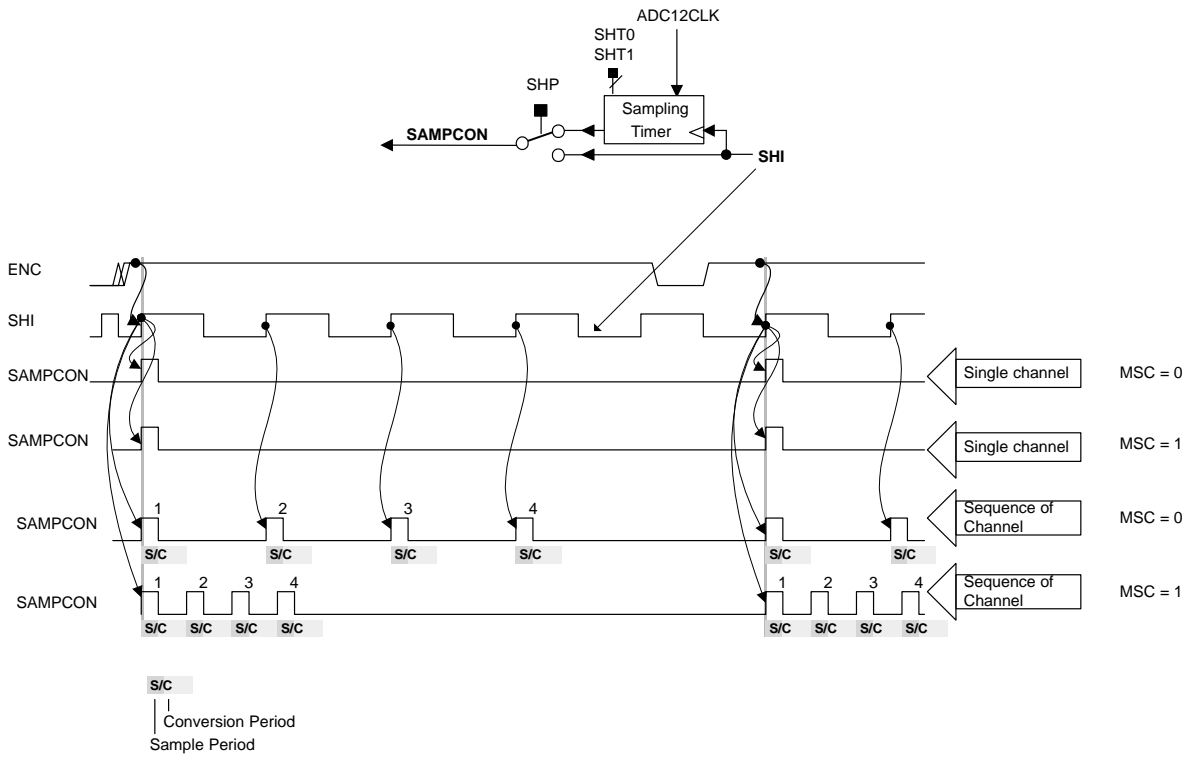 ADC12CLK
SHT0
SHT1
SHP
Sampling
Timer
SAMPCON
SHI
ENC
SHI
SAMPCON
Single channel
MSC = 0
SAMPCON
Single channel
MSC = 1
1
2
3
4
SAMPCON
Sequence of
Channel
MSC = 0
S/C
S/C
S/C
S/C
S/C
S/C
1
2
3
4
1
2
3
4
SAMPCON
Sequence of
Channel
MSC = 1
S/C
S/C
S/C
S/C
S/C
S/C
S/C
S/C
S/C
Conversion Period
Sample Period